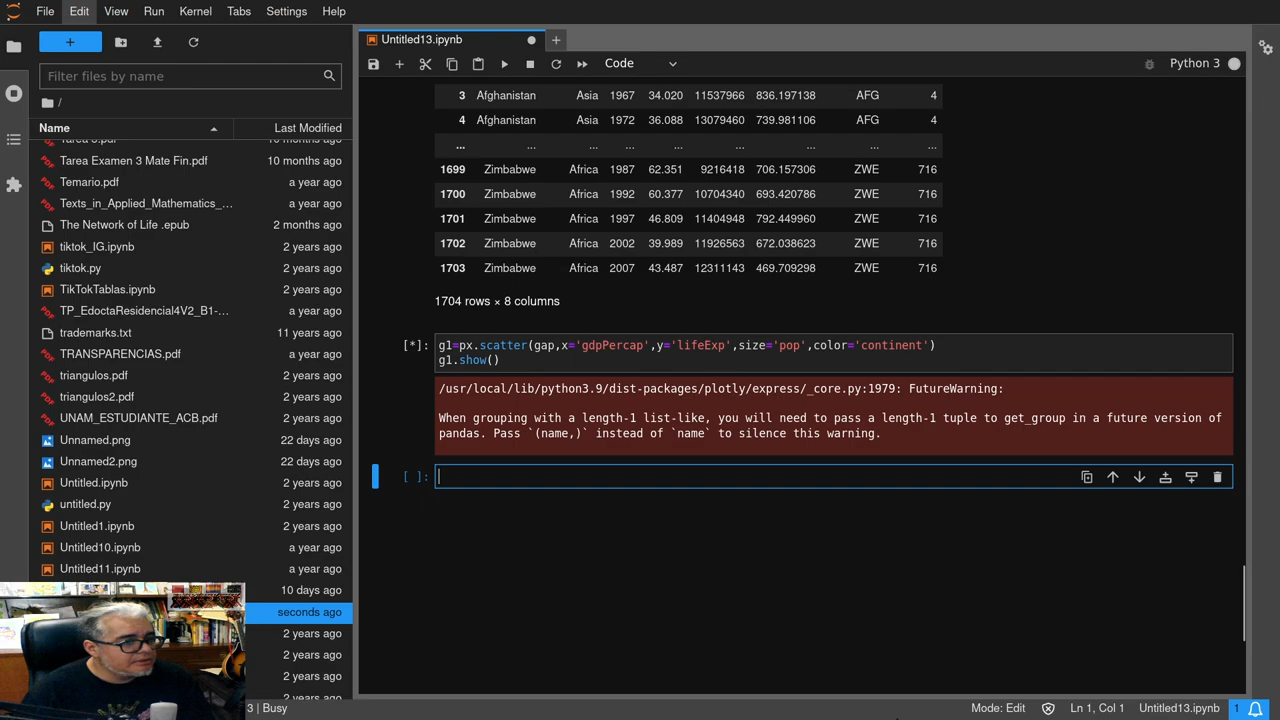 File Edit View Run Kernel Tabs Settings Help
Untitled13.ipynb
Code
Python 3
Filter files by name
/
Name Last Modified
Tarea 3.pdf 10 months ago
Tarea Examen 3 Mate Fin.pdf 10 months ago
Temario.pdf a year ago
Texts_in_Applied_Mathematics_... a year ago
The Network of Life .epub 2 months ago
tiktok_IG.ipynb 2 years ago
tiktok.py 2 years ago
TikTokTablas.ipynb 2 years ago
TP_EdoctaResidencial4V2_B1-... a year ago
trademarks.txt 11 years ago
TRANSPARENCIAS.pdf a year ago
triangulos.pdf a year ago
triangulos2.pdf a year ago
UNAM_ESTUDIANTE_ACB.pdf a year ago
Unnamed.png 22 days ago
Unnamed2.png 22 days ago
Untitled.ipynb 2 years ago
untitled.py 2 years ago
Untitled1.ipynb 2 years ago
Untitled10.ipynb a year ago
Untitled11.ipynb a year ago
10 days ago
seconds ago
2 years ago
2 years ago
2 years ago
2 years ago
3 Afghanistan Asia 1967 34.020 11537966 836.197138 AFG 4
4 Afghanistan Asia 1972 36.088 13079460 739.981106 AFG 4
... ... ... ... ... ... ... ... ...
1699 Zimbabwe Africa 1987 62.351 9216418 706.157306 ZWE 716
1700 Zimbabwe Africa 1992 60.377 10704340 693.420786 ZWE 716
1701 Zimbabwe Africa 1997 46.809 11404948 792.449960 ZWE 716
1702 Zimbabwe Africa 2002 39.989 11926563 672.038623 ZWE 716
1703 Zimbabwe Africa 2007 43.487 12311143 469.709298 ZWE 716
1704 rows × 8 columns
[*]: g1=px.scatter(gap,x='gdpPercap',y='lifeExp',size='pop',color='continent')
g1.show()
/usr/local/lib/python3.9/dist-packages/plotly/express/_core.py:1979: FutureWarning:
When grouping with a length-1 list-like, you will need to pass a length-1 tuple to get_group in a future version of
pandas. Pass `(name,)` instead of `name` to silence this warning.
[ ]:
3 | Busy Mode: Edit Ln 1, Col 1 Untitled13.ipynb 1